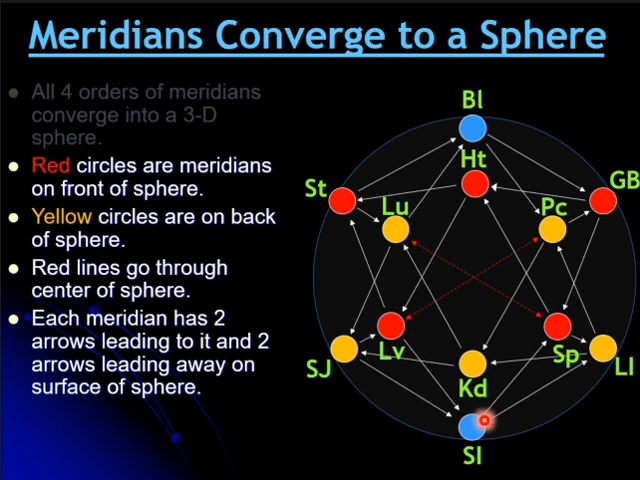 Meridians Converge to a Sphere
All 4 orders of meridians
converge into a 3-D
sphere.
Red circles are meridians
on front of sphere.
Yellow circles are on back
of sphere.
Red lines go through
center of sphere.
Each meridian has 2
arrows leading to it and 2
arrows leading away on
surface of sphere.
Bl
Ht
St
GB
Lu
Pc
SJ
Lv
Kd
Sp
LI
SI